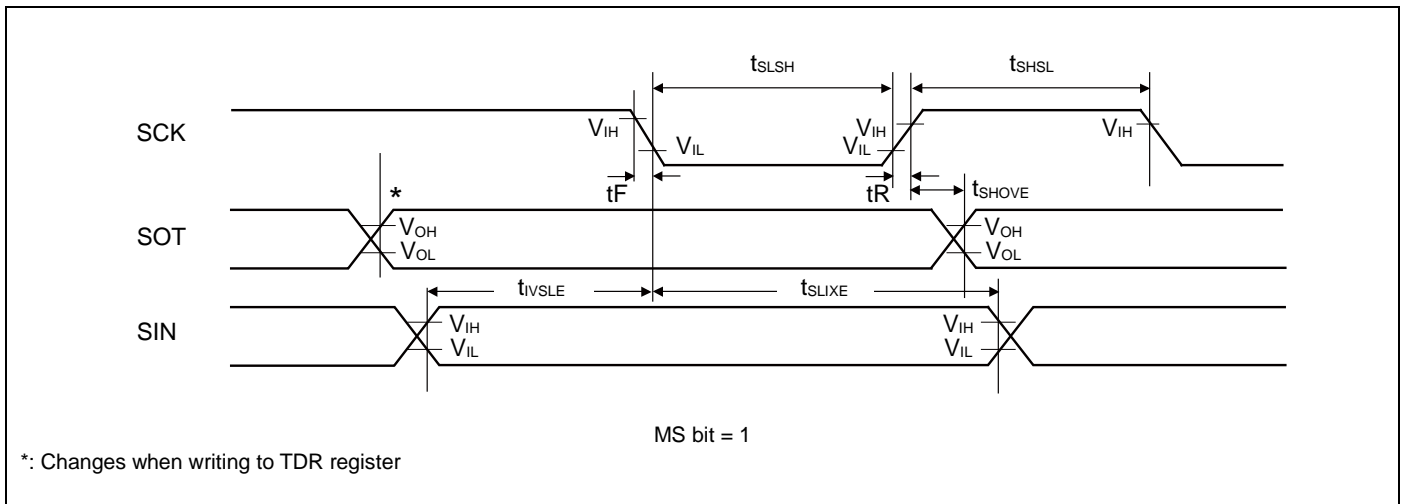 tSLSH tSHSL
SCK VIH VIL VIH VIL VIH
tF tR tSHOVE
*
SOT VOH VOL VOH VOL
tIVSLE tSLIXE
SIN VIH VIL VIH VIL
MS bit = 1
*: Changes when writing to TDR register